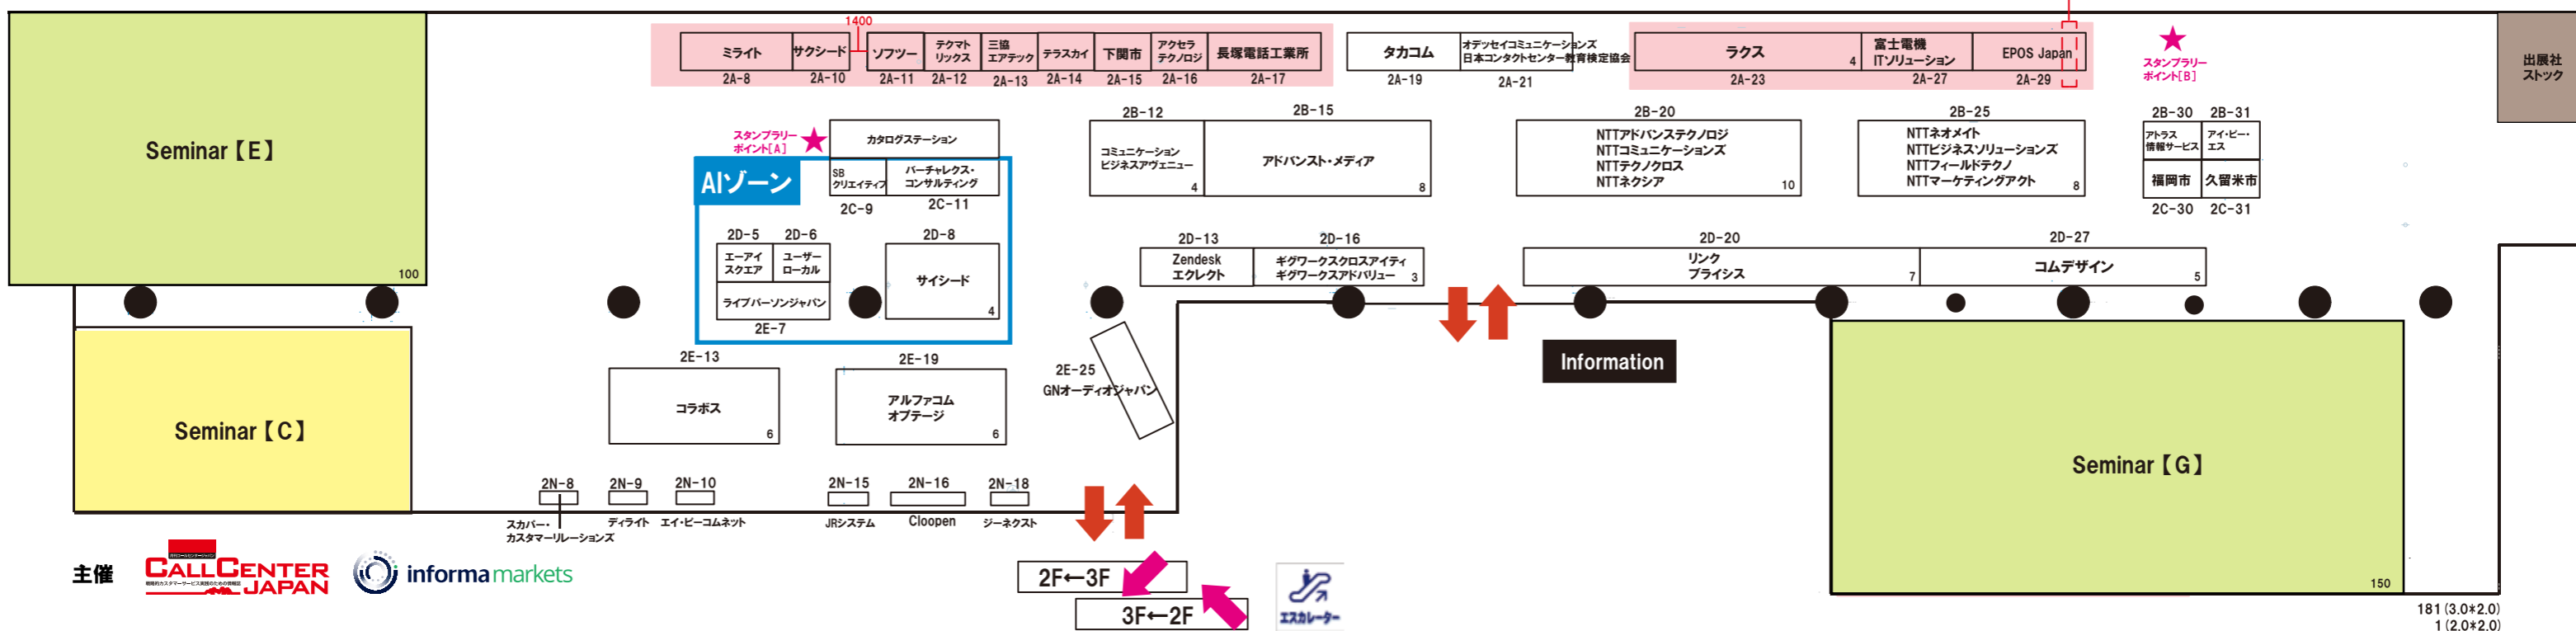 Seminar【E】
100
Seminar【C】
1400
ミライト
2A-8
サクシード
2A-10
ソフツー
2A-11
テクマト
リックス
2A-12
三協
エアテック
2A-13
テラスカイ
2A-14
下関市
2A-15
アクセラ
テクノロジ
2A-16
長塚電話工業所
2A-17
タカコム
2A-19
オデッセイコミュニケーションズ
日本コンタクトセンター教育検定協会
2A-21
ラクス
4
2A-23
富士電機
ITソリューション
2A-27
EPOS Japan
2A-29
スタンプラリー
ポイント[B]
出展社
ストック
スタンプラリー
ポイント[A]
カタログステーション
AIゾーン
SB
クリエイティブ
2C-9
バーチャレクス・
コンサルティング
2C-11
2D-5
エーアイ
スクエア
2D-6
ユーザー
ローカル
ライブパーソンジャパン
2E-7
2D-8
サイシード
4
2B-12
コミュニケーション
ビジネスアヴェニュー
4
2B-15
アドバンスト・メディア
8
2B-20
NTTアドバンステクノロジ
NTTコミュニケーションズ
NTTテクノクロス
NTTネクシア
10
2B-25
NTTネオメイト
NTTビジネスソリューションズ
NTTフィールドテクノ
NTTマーケティングアクト
8
2B-30
アトラス
情報サービス
2B-31
アイ・ピー・
エス
福岡市
2C-30
久留米市
2C-31
2D-13
Zendesk
エクレクト
2D-16
ギグワークスクロスアイティ
ギグワークスアドバリュー
3
2D-20
リンク
ブライシス
7
2D-27
コムデザイン
5
2E-13
コラボス
6
2E-19
アルファコム
オプテージ
6
2E-25
GNオーディオジャパン
Information
Seminar【G】
150
2N-8
スカパー・
カスタマーリレーションズ
2N-9
ディライト
2N-10
エイ・ビーコムネット
2N-15
JRシステム
2N-16
Cloopen
2N-18
ジーネクスト
主催
CALLCENTER
JAPAN
informa markets
2F←3F
3F←2F
エスカレーター
181(3.0*2.0)
1(2.0*2.0)